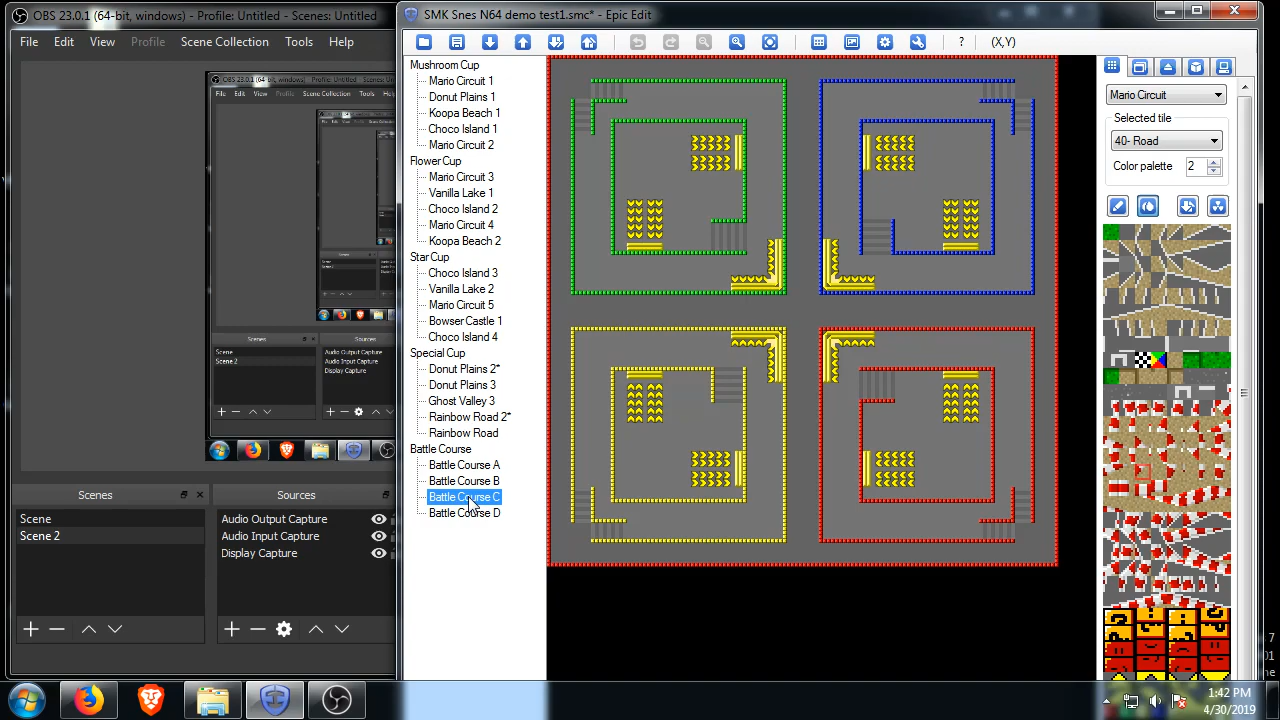 OBS 23.0.1 (64-bit, windows) - Profile: Untitled - Scenes: Untitled
File Edit View Profile Scene Collection Tools Help
Scenes
Scene
Scene 2
Sources
Audio Output Capture
Audio Input Capture
Display Capture
SMK Snes N64 demo test1.smc* - Epic Edit
? (X,Y)
Mushroom Cup
Mario Circuit 1
Donut Plains 1
Koopa Beach 1
Choco Island 1
Mario Circuit 2
Flower Cup
Mario Circuit 3
Vanilla Lake 1
Choco Island 2
Mario Circuit 4
Koopa Beach 2
Star Cup
Choco Island 3
Vanilla Lake 2
Mario Circuit 5
Bowser Castle 1
Choco Island 4
Special Cup
Donut Plains 2*
Donut Plains 3
Ghost Valley 3
Rainbow Road 2*
Rainbow Road
Battle Course
Battle Course A
Battle Course B
Battle Course C
Battle Course D
Mario Circuit
Selected tile
40- Road
Color palette 2
1:42 PM
4/30/2019